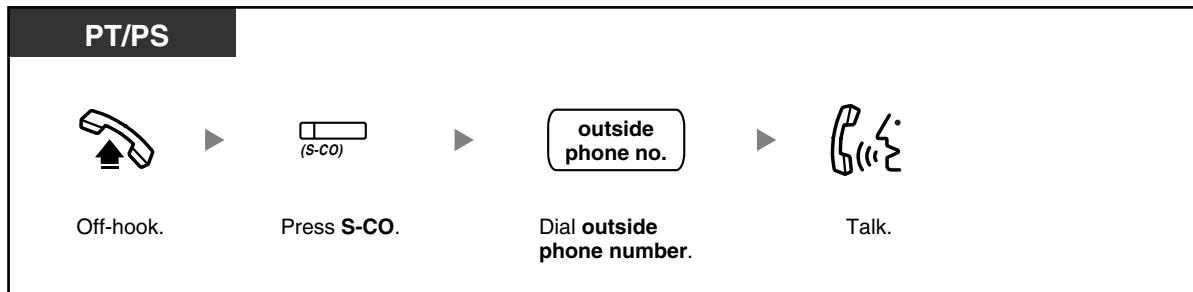 PT/PS
(S-CO)
outside
phone no.
Off-hook.
Press S-CO.
Dial outside
phone number.
Talk.